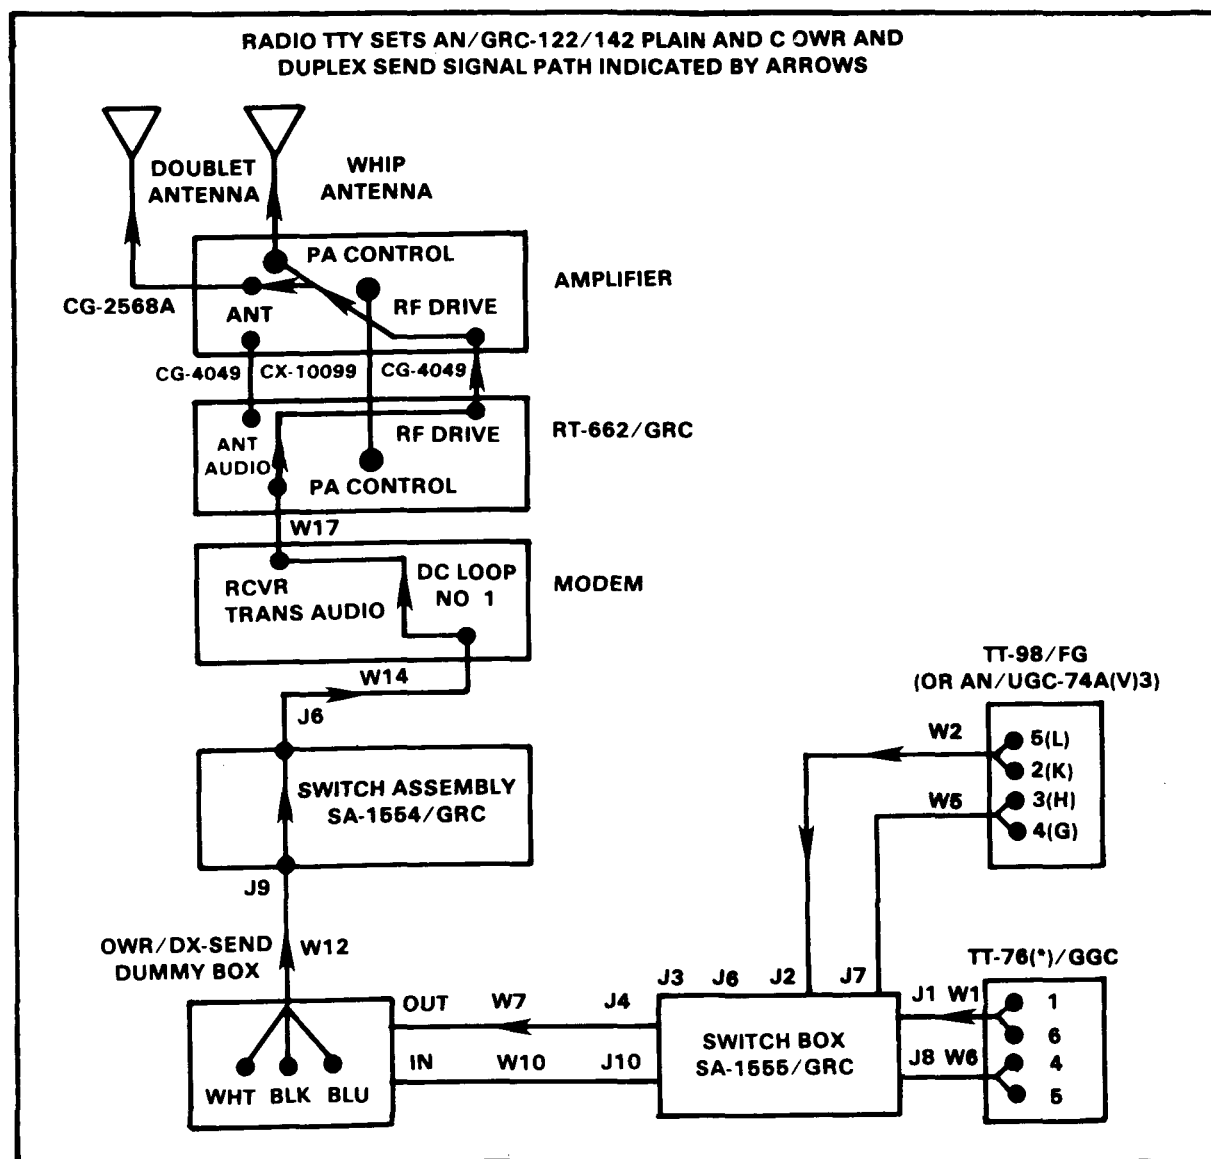 RADIO TTY SETS AN/GRC-122/142 PLAIN AND COWR AND
DUPLEX SEND SIGNAL PATH INDICATED BY ARROWS
DOUBLET
ANTENNA
WHIP
ANTENNA
PA CONTROL
AMPLIFIER
CG-2568A
ANT
RF DRIVE
CG-4049
CX-10099
CG-4049
ANT
AUDIO
RF DRIVE
RT-662/GRC
PA CONTROL
W17
RCVR
TRANS AUDIO
DC LOOP
NO 1
MODEM
W14
J6
TT-98/FG
(OR AN/UGC-74A(V)3)
W2
5(L)
2(K)
W5
3(H)
4(G)
SWITCH ASSEMBLY
SA-1554/GRC
J9
OWR/DX-SEND
DUMMY BOX
W12
J3
J6
J2
J7
TT-76(*)/GGC
J1 W1
1
6
J8 W6
4
5
OUT
W7
J4
SWITCH BOX
SA-1555/GRC
IN
W10
J10
WHT
BLK
BLU